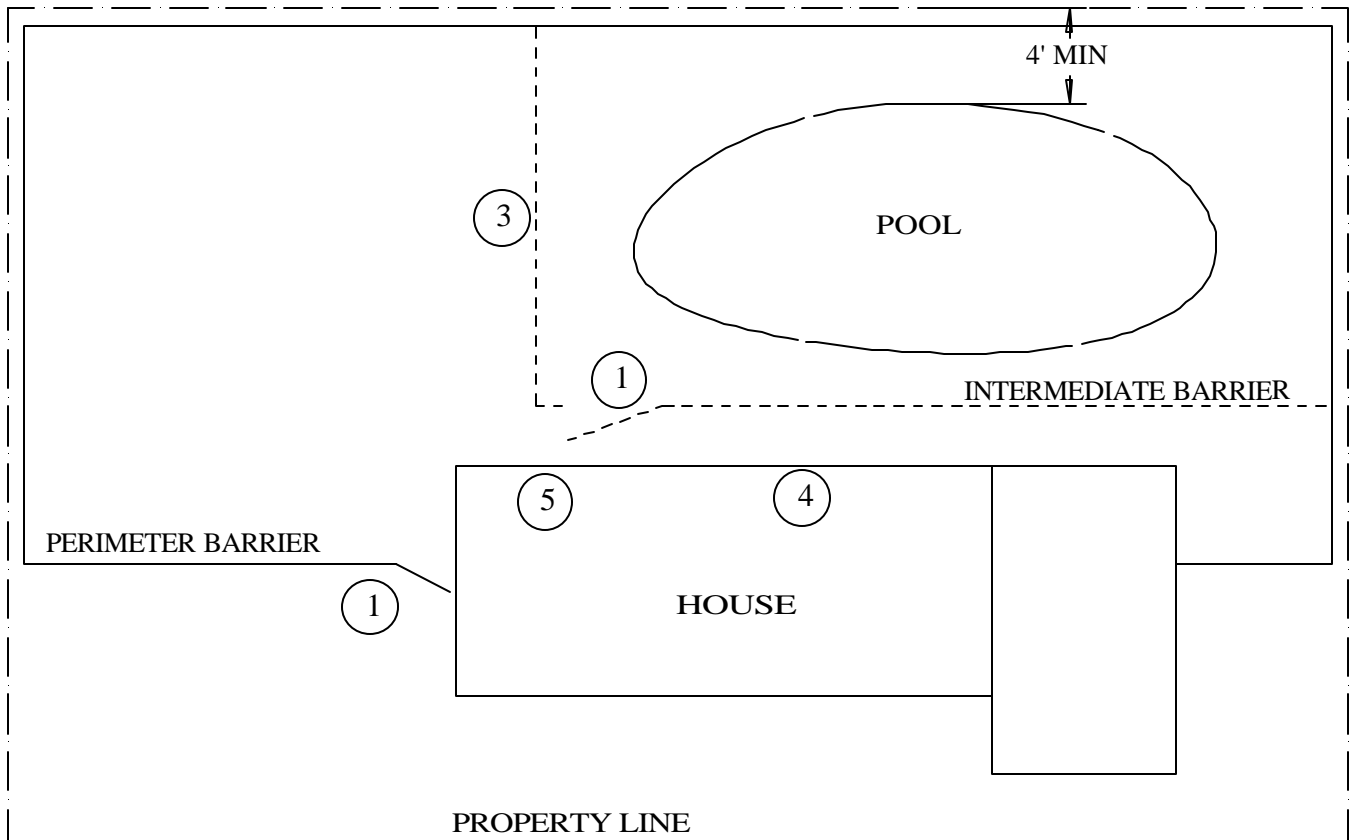 4' MIN
3
POOL
1
INTERMEDIATE BARRIER
5
4
PERIMETER BARRIER
1
HOUSE
PROPERTY LINE